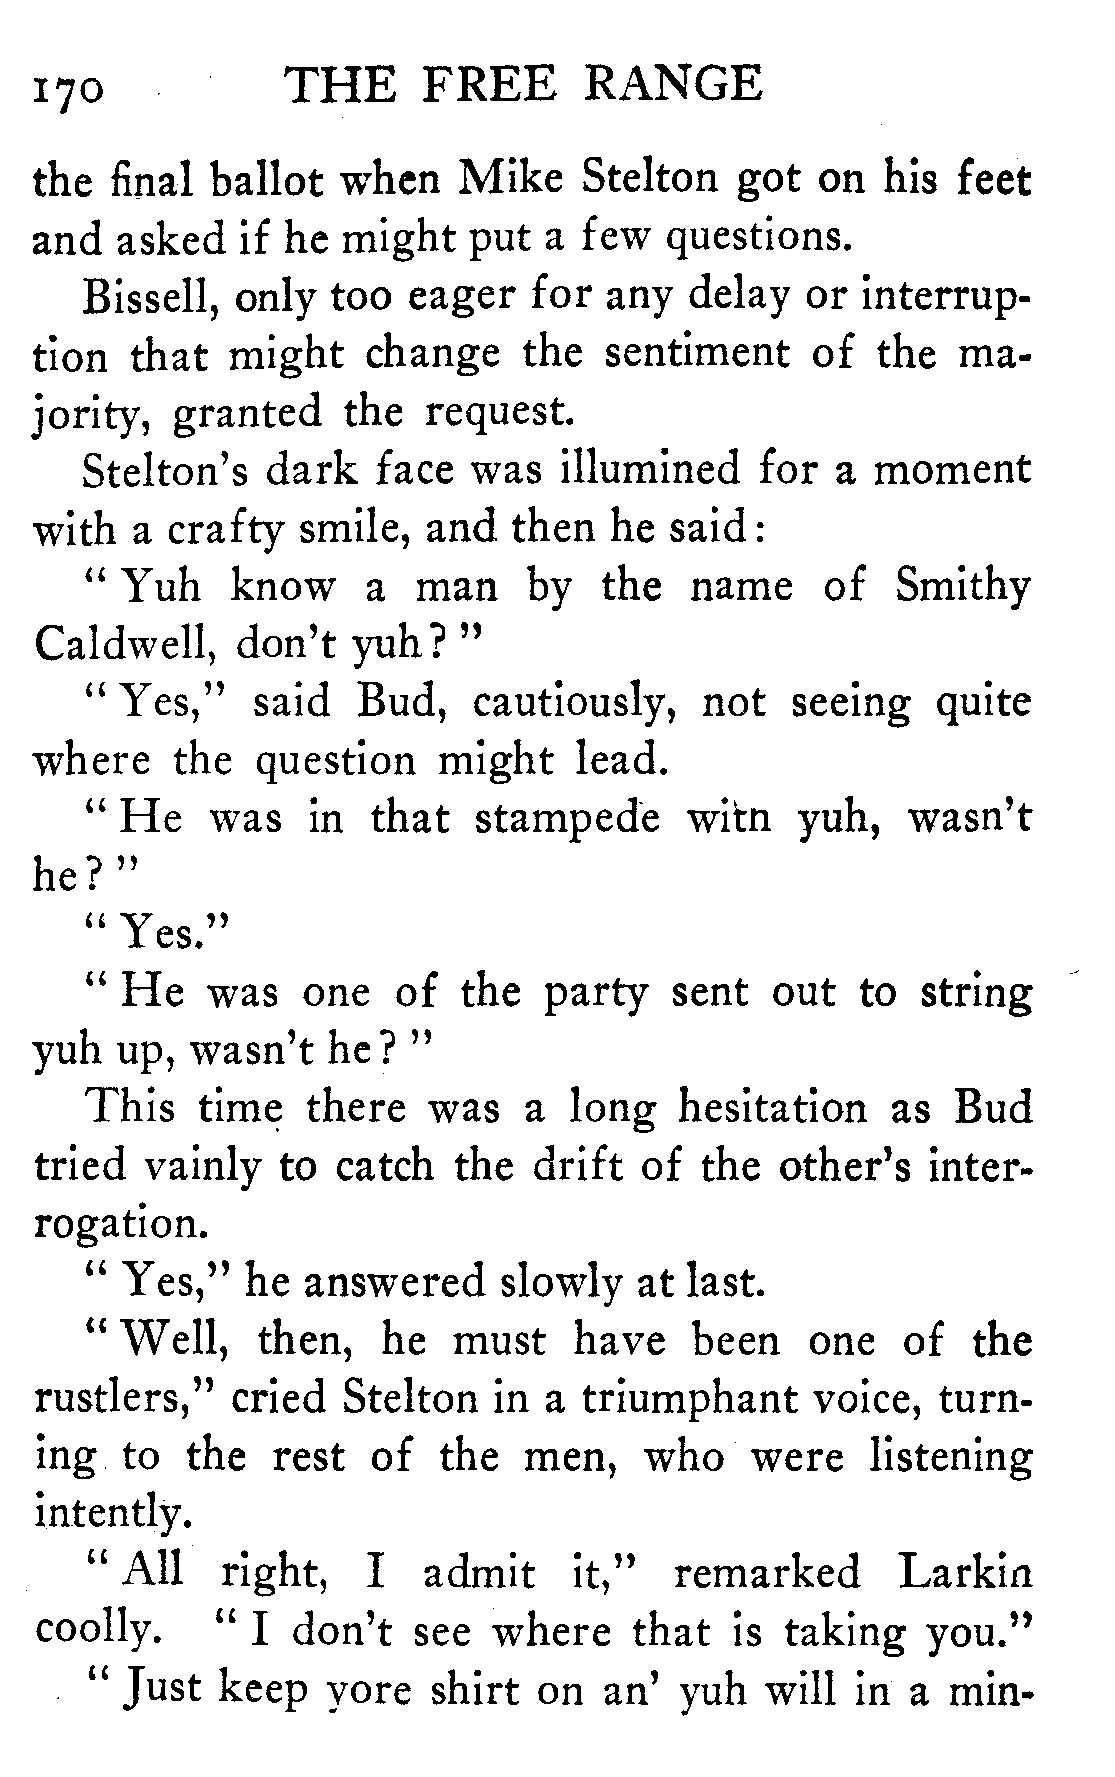 170 THE FREE RANGE
the final ballot when Mike Stelton got on his feet
and asked if he might put a few questions.
Bissell, only too eager for any delay or interrup-
tion that might change the sentiment of the ma-
jority, granted the request.
Stelton's dark face was illumined for a moment
with a crafty smile, and then he said:
" Yuh know a man by the name of Smithy
Caldwell, don't yuh? "
" Yes," said Bud, cautiously, not seeing quite
where the question might lead.
" He was in that stampede with yuh, wasn't
he? "
" Yes."
" He was one of the party sent out to string
yuh up, wasn't he? "
This time there was a long hesitation as Bud
tried vainly to catch the drift of the other's inter-
rogation.
" Yes," he answered slowly at last.
" Well, then, he must have been one of the
rustlers," cried Stelton in a triumphant voice, turn-
ing to the rest of the men, who were listening
intently.
" All right, I admit it," remarked Larkin
coolly. " I don't see where that is taking you."
" Just keep yore shirt on an' yuh will in a min-